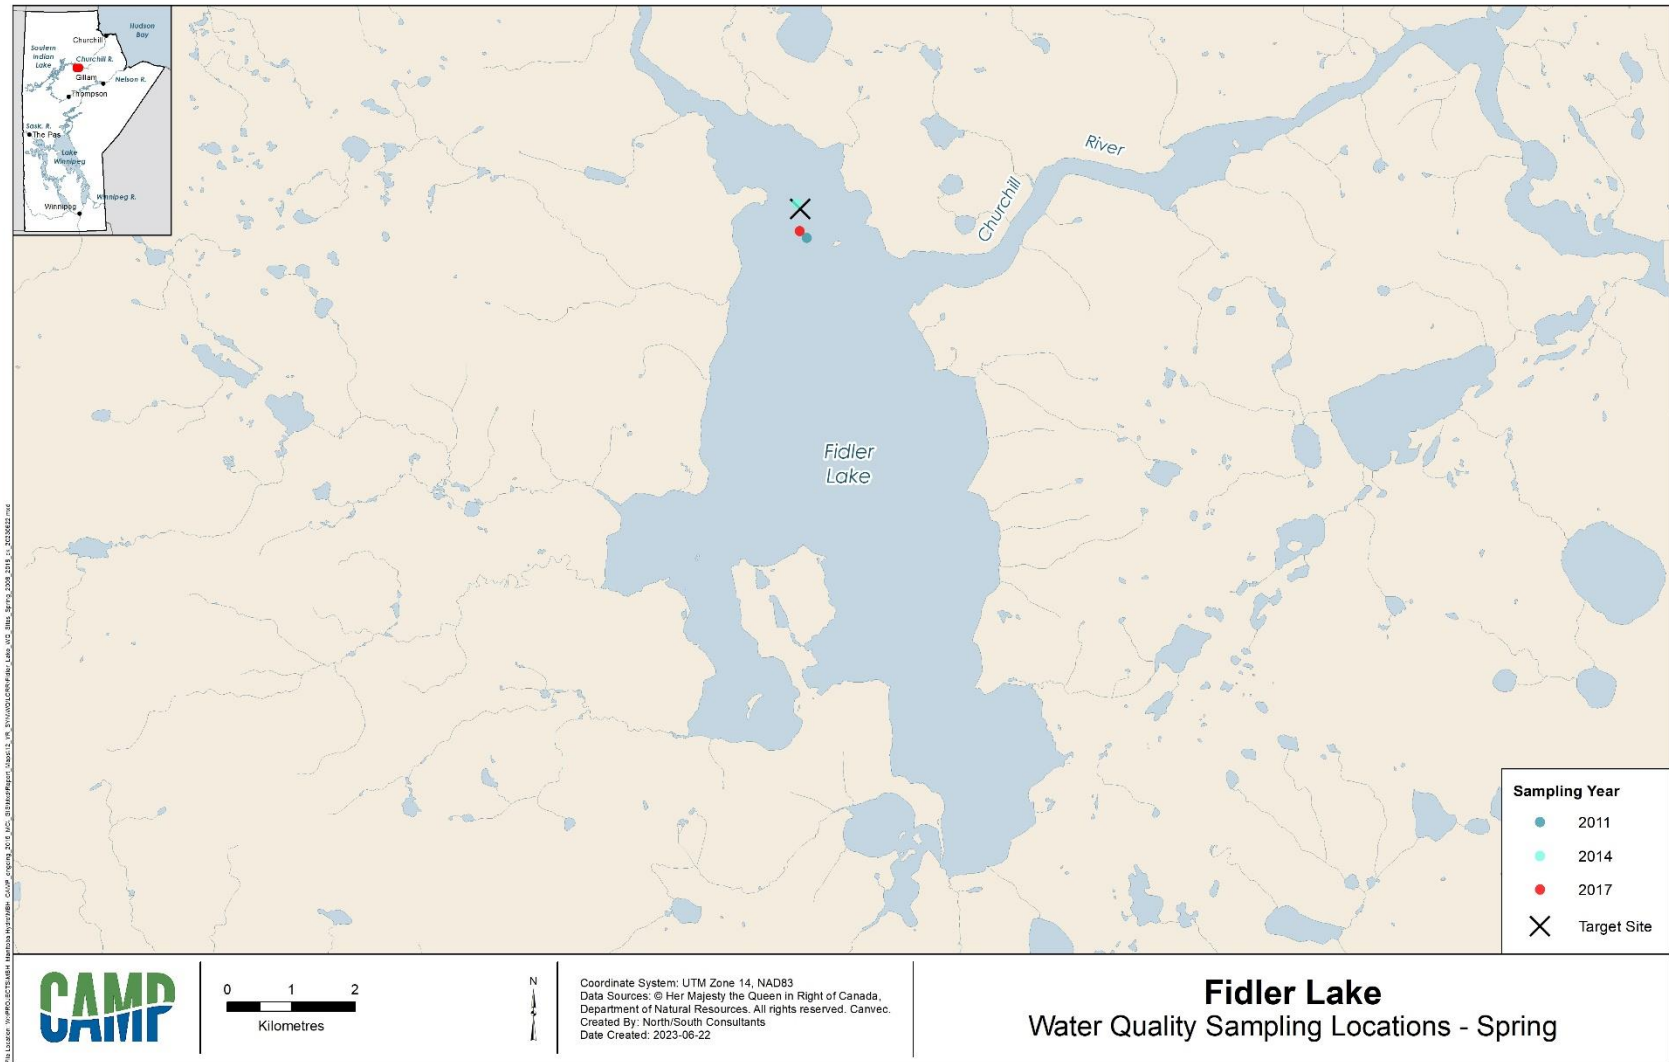 Hudson
Bay
Churchill
Southern
Indian
Lake
Churchill R.
Gillam
Nelson R.
Thompson
Sask. R.
The Pas
Lake
Winnipeg
Winnipeg R.
Winnipeg
River
Churchill
Fidler
Lake
Sampling Year
2011
2014
2017
Target Site
CAMP
0 1 2
Kilometres
N
Coordinate System: UTM Zone 14, NAD83
Data Sources: © Her Majesty the Queen in Right of Canada,
Department of Natural Resources. All rights reserved. Canvec.
Created By: North/South Consultants
Date Created: 2023-06-22
Fidler Lake
Water Quality Sampling Locations - Spring